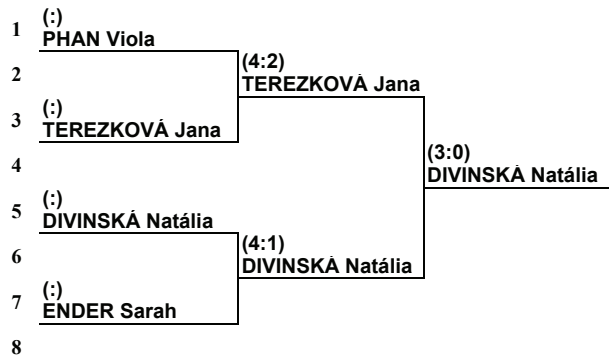 1
(:)
PHAN Viola
2
(4:2)
TEREZKOVÁ Jana
3
(:)
TEREZKOVÁ Jana
4
(3:0)
DIVINSKÁ Natália
5
(:)
DIVINSKÁ Natália
6
(4:1)
DIVINSKÁ Natália
7
(:)
ENDER Sarah
8